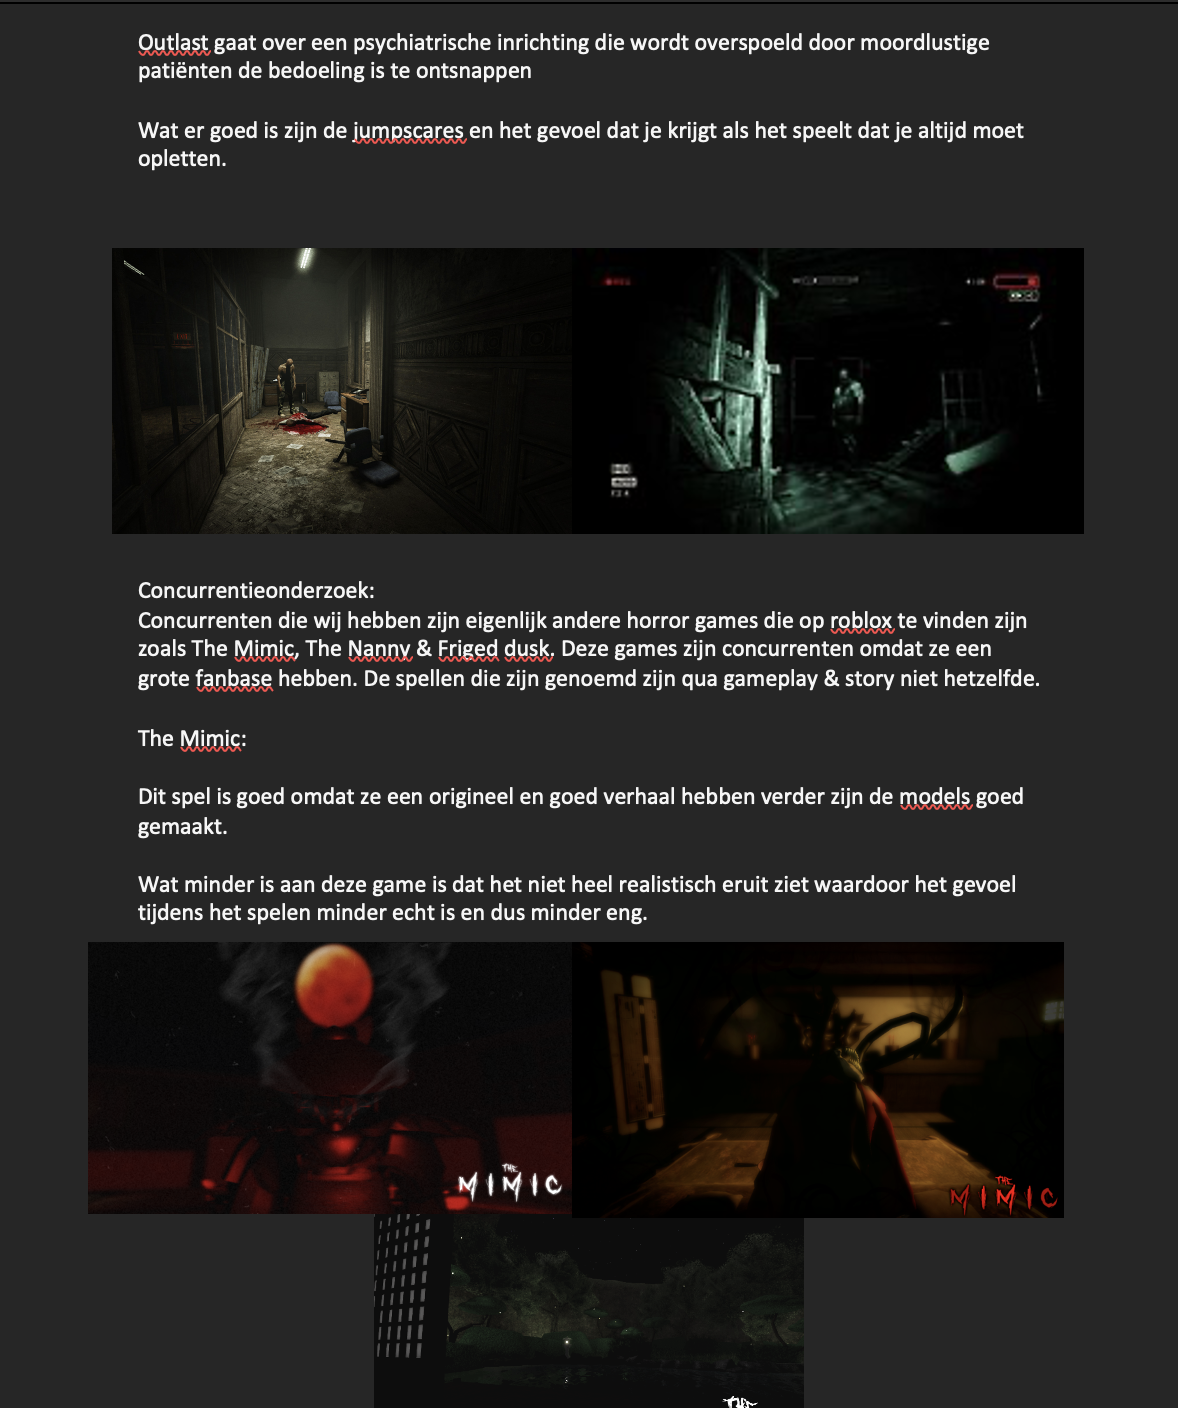 Outlast gaat over een psychiatrische inrichting die wordt overspoeld door moordlustige
patiënten de bedoeling is te ontsnappen
Wat er goed is zijn de jumpscares en het gevoel dat je krijgt als het speelt dat je altijd moet
opletten.
Concurrentieonderzoek:
Concurrenten die wij hebben zijn eigenlijk andere horror games die op roblox te vinden zijn
zoals The Mimic, The Nanny & Friged dusk. Deze games zijn concurrenten omdat ze een
grote fanbase hebben. De spellen die zijn genoemd zijn qua gameplay & story niet hetzelfde.
The Mimic:
Dit spel is goed omdat ze een origineel en goed verhaal hebben verder zijn de models goed
gemaakt.
Wat minder is aan deze game is dat het niet heel realistisch eruit ziet waardoor het gevoel
tijdens het spelen minder echt is en dus minder eng.
THE
MIMIC
THE
MIMIC
THE